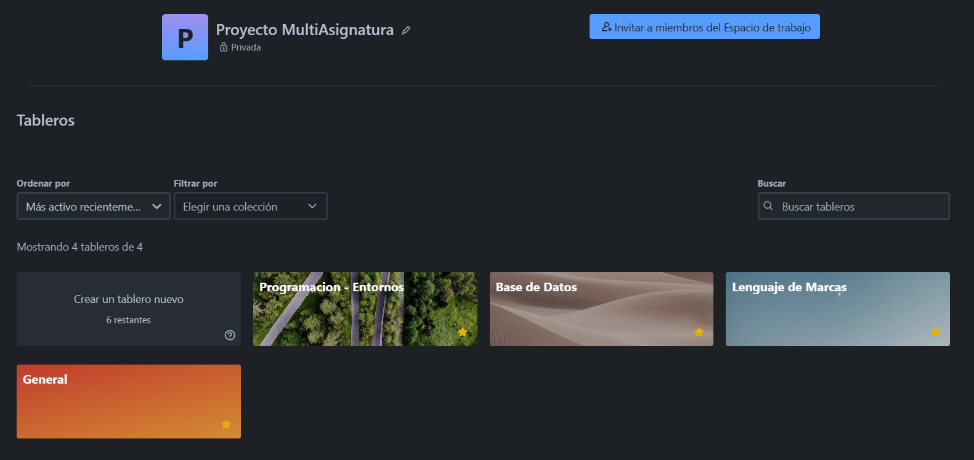 P
Proyecto MultiAsignatura
Privada
Invitar a miembros del Espacio de trabajo
Tableros
Ordenar por
Más activo recienteme...
Filtrar por
Elegir una colección
Buscar
Buscar tableros
Mostrando 4 tableros de 4
Crear un tablero nuevo
6 restantes
Programacion - Entornos
Base de Datos
Lenguaje de Marcas
General